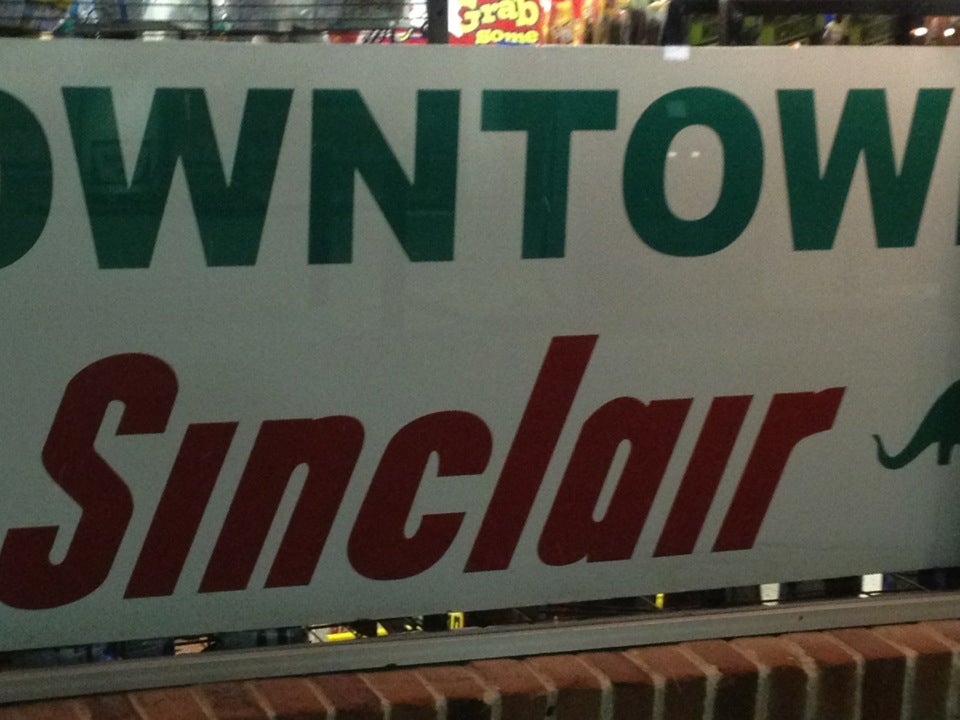 Grab
some
OWNTOW
Sinclair